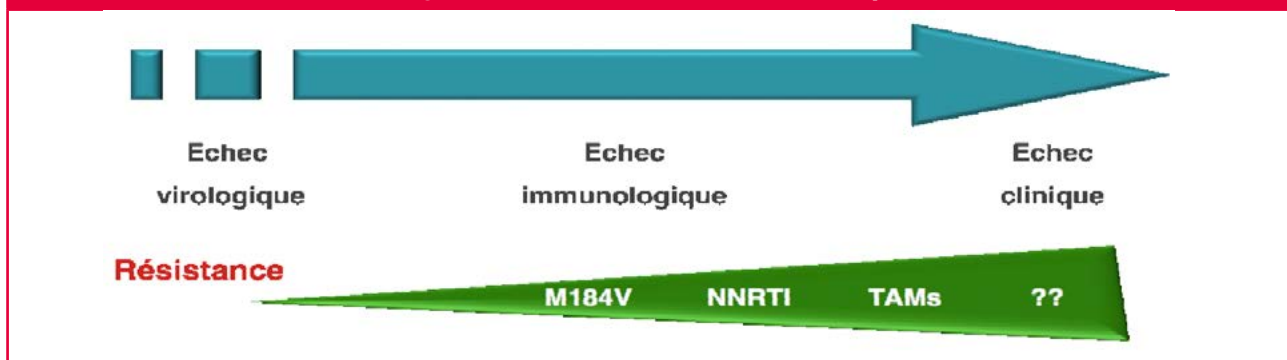 Echec
virologique
Echec
immunologique
Echec
clinique
Résistance
M184V NNRTI TAMs ??